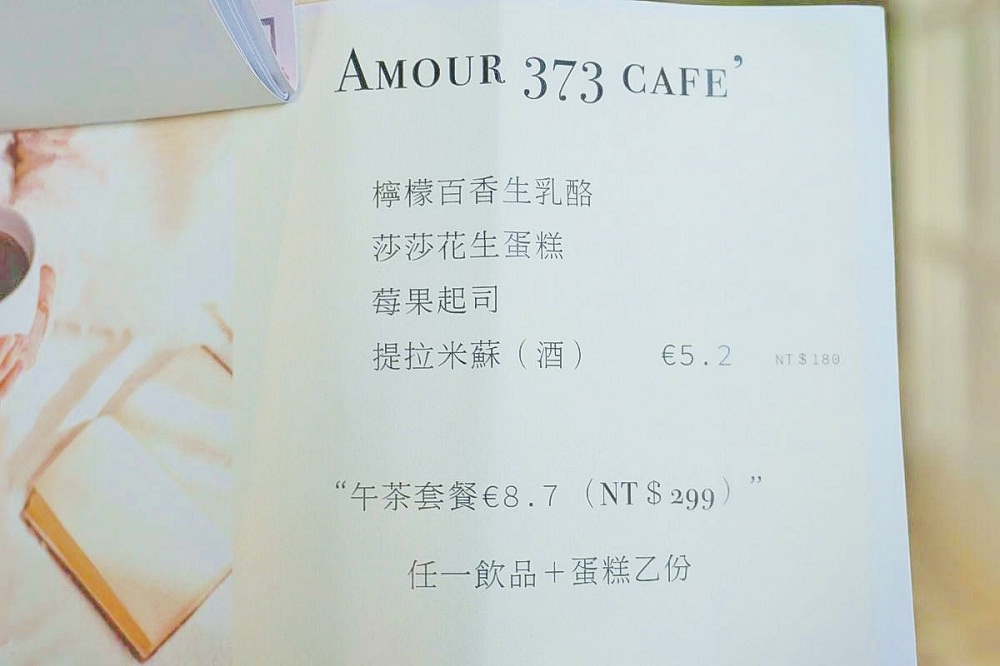 AMOUR 373 CAFE’
檸檬百香生乳酪
莎莎花生蛋糕
莓果起司
提拉米蘇（酒） €5.2 NT$180
“午茶套餐€8.7（NT$299）”
任一飲品＋蛋糕乙份